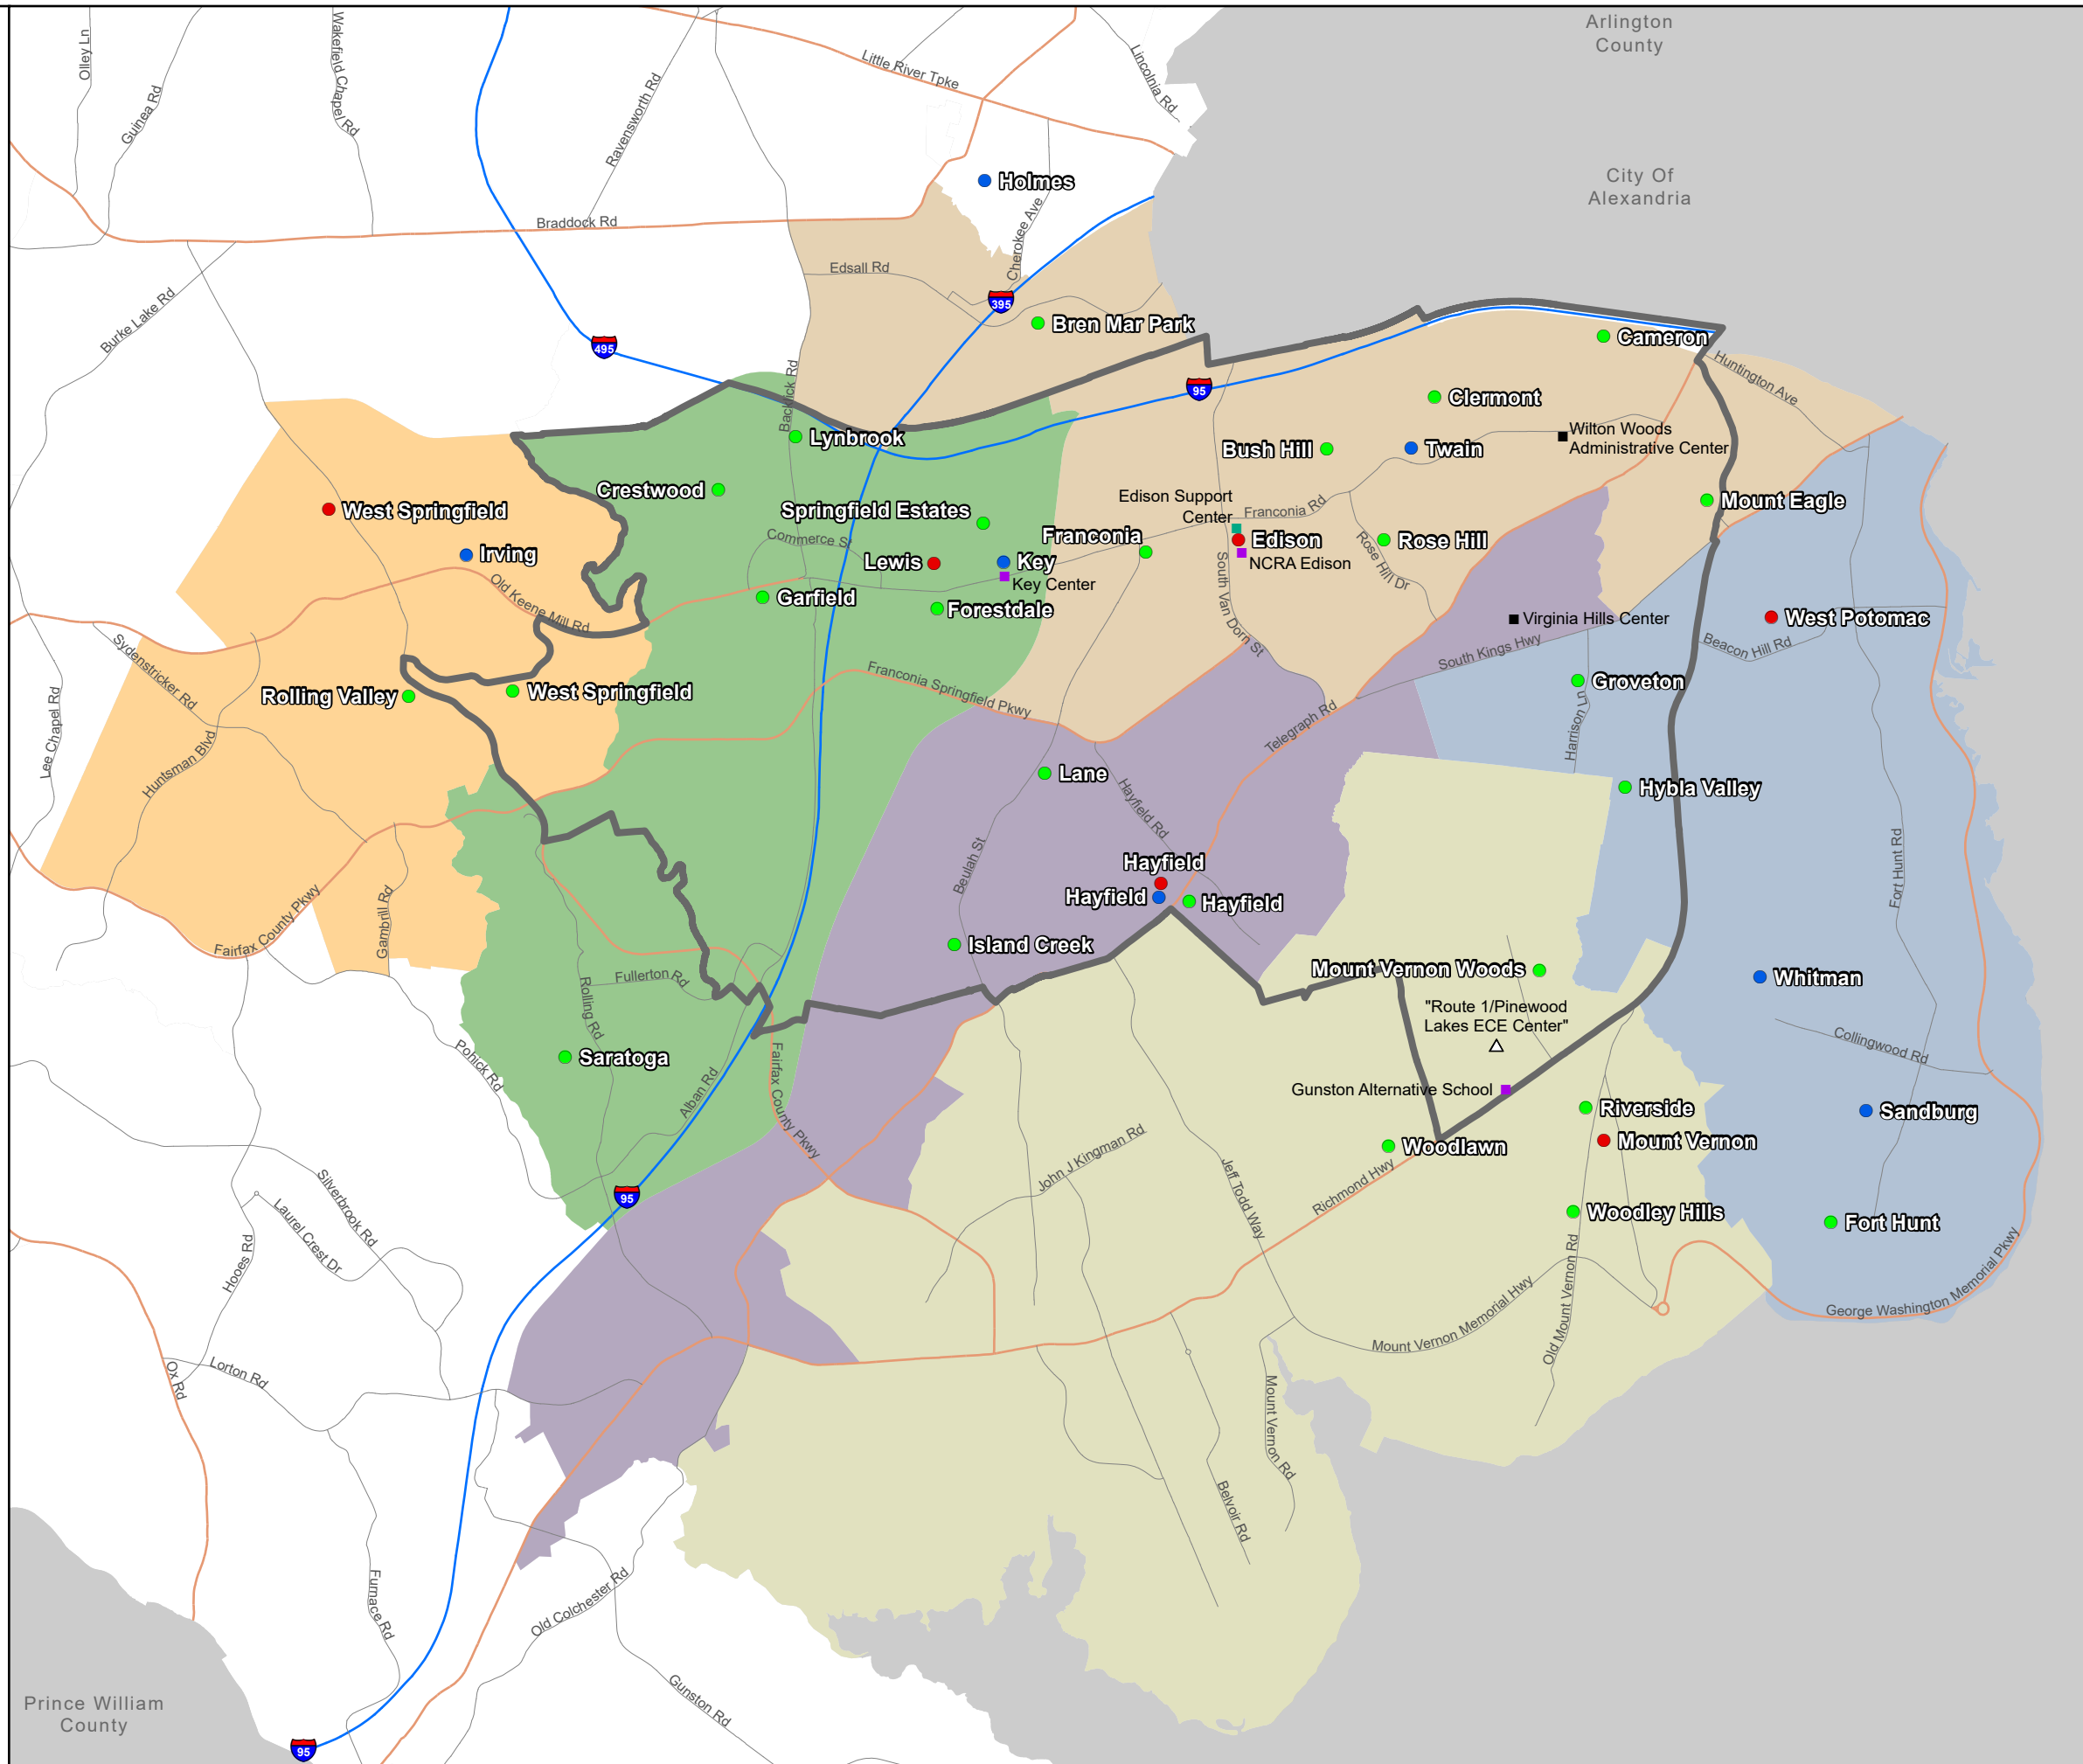 Arlington
County
Olley Ln
Wakefield Chapel Rd
Guinea Rd
Ravensworth Rd
Little River Tpke
Lincolnia Rd
City Of
Alexandria
Holmes
Braddock Rd
Cherokee Ave
Edsall Rd
395
Burke Lake Rd
Bren Mar Park
495
Cameron
Huntington Ave
Backlick Rd
95
Clermont
Lynbrook
Wilton Woods
Administrative Center
Bush Hill
Twain
Crestwood
Edison Support
Center
Franconia Rd
Mount Eagle
West Springfield
Springfield Estates
Franconia
Edison
Rose Hill
Commerce St
Irving
Lewis
Key
NCRA Edison
Key Center
Rose Hill Dr
Old Keene Mill Rd
Garfield
Forestdale
South Van Dorn St
Virginia Hills Center
West Potomac
Sydenstricker Rd
South Kings Hwy
Beacon Hill Rd
Rolling Valley
West Springfield
Franconia Springfield Pkwy
Groveton
Lee Chapel Rd
Huntsman Blvd
Telegraph Rd
Harrison Ln
Lane
Hayfield Rd
Hybla Valley
Beulah St
Hayfield
Hayfield
Hayfield
Fort Hunt Rd
Fairfax County Pkwy
Gambrill Rd
Island Creek
Fullerton Rd
Mount Vernon Woods
Whitman
Rolling Rd
"Route 1/Pinewood
Lakes ECE Center"
Saratoga
Pohick Rd
Collingwood Rd
Alban Rd
Fairfax County Pkwy
Gunston Alternative School
Riverside
Sandburg
John J Kingman Rd
Woodlawn
Mount Vernon
Jeff Todd Way
Richmond Hwy
95
Silverbrook Rd
Laurel Crest Dr
Woodley Hills
Fort Hunt
Hooes Rd
Old Mount Vernon Rd
George Washington Memorial Pkwy
Mount Vernon Memorial Hwy
Ox Rd
Lorton Rd
Mount Vernon Rd
Belvoir Rd
Furnace Rd
Old Colchester Rd
Gunston Rd
Prince William
County
95